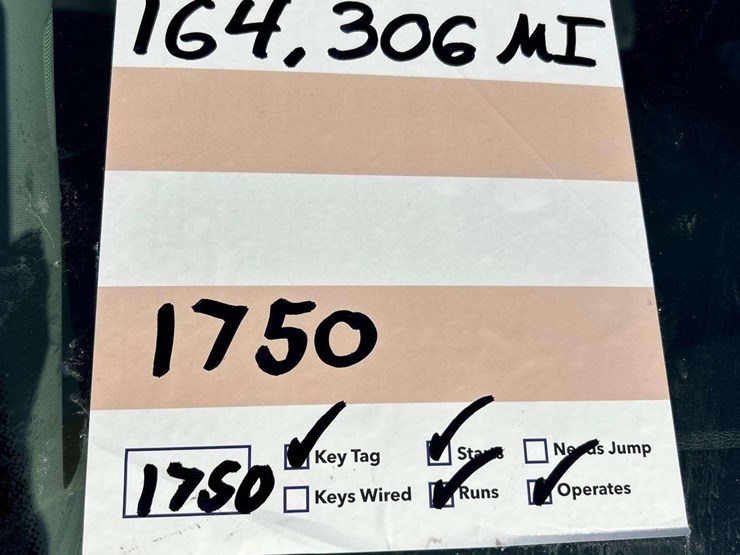 164,306 MI
1750
1750
Key Tag
Starts
Needs Jump
Keys Wired
Runs
Operates